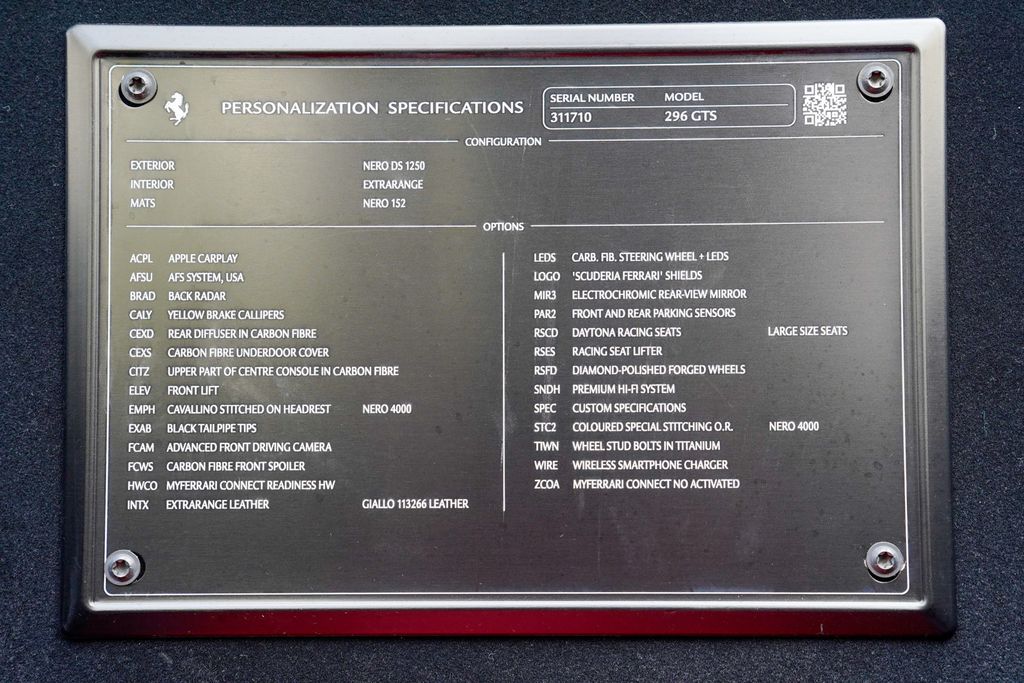 PERSONALIZATION SPECIFICATIONS
SERIAL NUMBER MODEL
311710 296 GTS
CONFIGURATION
EXTERIOR NERO DS 1250
INTERIOR EXTRARANGE
MATS NERO 152
OPTIONS
ACPL APPLE CARPLAY
AFSU AFS SYSTEM, USA
BRAD BACK RADAR
CALY YELLOW BRAKE CALLIPERS
CEXD REAR DIFFUSER IN CARBON FIBRE
CEXS CARBON FIBRE UNDERDOOR COVER
CITZ UPPER PART OF CENTRE CONSOLE IN CARBON FIBRE
ELEV FRONT LIFT
EMPH CAVALLINO STITCHED ON HEADREST NERO 4000
EXAB BLACK TAILPIPE TIPS
FCAM ADVANCED FRONT DRIVING CAMERA
FCWS CARBON FIBRE FRONT SPOILER
HWCO MYFERRARI CONNECT READINESS HW
INTX EXTRARANGE LEATHER GIALLO 113266 LEATHER
LEDS CARB. FIB. STEERING WHEEL + LEDS
LOGO 'SCUDERIA FERRARI' SHIELDS
MIR3 ELECTROCHROMIC REAR-VIEW MIRROR
PAR2 FRONT AND REAR PARKING SENSORS
RSCD DAYTONA RACING SEATS LARGE SIZE SEATS
RSES RACING SEAT LIFTER
RSFD DIAMOND-POLISHED FORGED WHEELS
SNDH PREMIUM HI-FI SYSTEM
SPEC CUSTOM SPECIFICATIONS
STC2 COLOURED SPECIAL STITCHING O.R. NERO 4000
TIWN WHEEL STUD BOLTS IN TITANIUM
WIRE WIRELESS SMARTPHONE CHARGER
ZCOA MYFERRARI CONNECT NO ACTIVATED